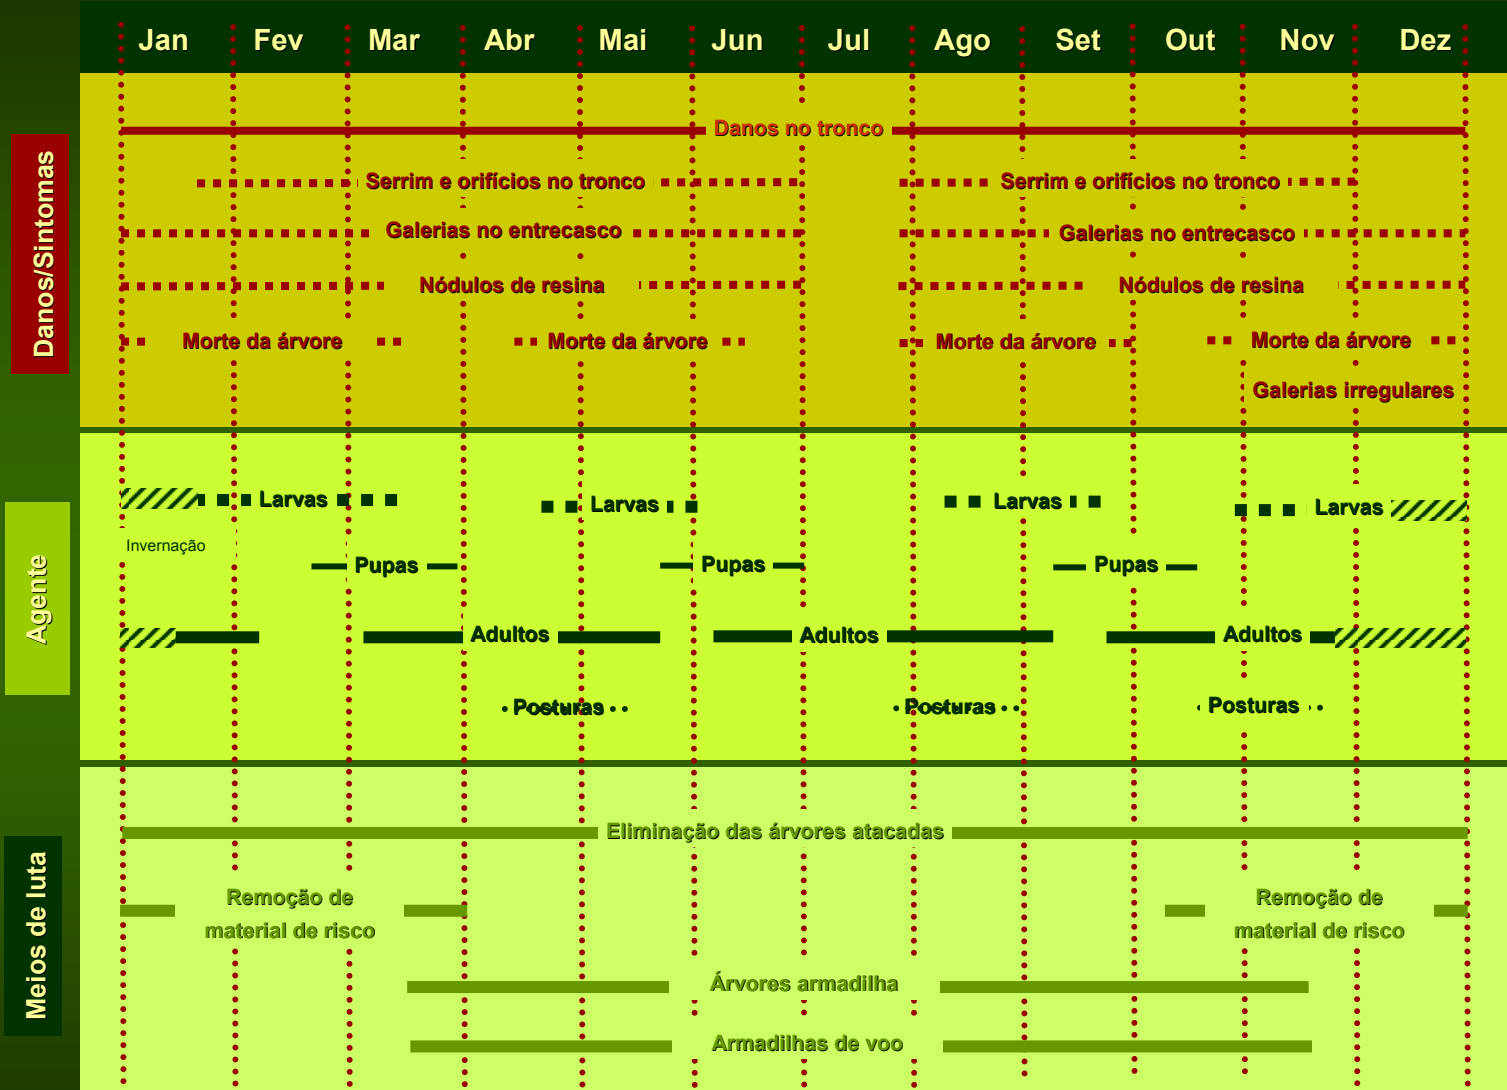 Jan Fev Mar Abr Mai Jun Jul Ago Set Out Nov Dez
Danos/Sintomas
Danos no tronco
Serrim e orifícios no tronco Serrim e orifícios no tronco
Galerias no entrecasco Galerias no entrecasco
Nódulos de resina Nódulos de resina
Morte da árvore Morte da árvore Morte da árvore Morte da árvore
Galerias irregulares
Agente
Larvas Larvas Larvas Larvas
Invernação
Pupas Pupas Pupas
Adultos Adultos Adultos
Posturas Posturas Posturas
Meios de luta
Eliminação das árvores atacadas
Remoção de
material de risco
Remoção de
material de risco
Árvores armadilha
Armadilhas de voo